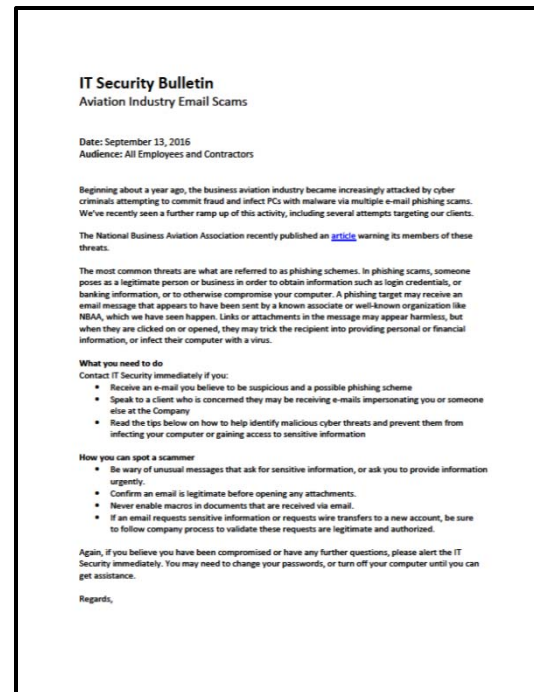 IT Security Bulletin
Aviation Industry Email Scams
Date: September 13, 2016
Audience: All Employees and Contractors
Beginning about a year ago, the business aviation industry became increasingly attacked by cyber
criminals attempting to commit fraud and infect PCs with malware via multiple e-mail phishing scams.
We've recently seen a further ramp up of this activity, including several attempts targeting our clients.
The National Business Aviation Association recently published an article warning its members of these
threats.
The most common threats are what are referred to as phishing schemes. In phishing scams, someone
poses as a legitimate person or business in order to obtain information such as login credentials, or
banking information, or to otherwise compromise your computer. A phishing target may receive an
email message that appears to have been sent by a known associate or well-known organization like
NBAA, which we have seen happen. Links or attachments in the message may appear harmless, but
when they are clicked on or opened, they may trick the recipient into providing personal or financial
information, or infect their computer with a virus.
What you need to do
Contact IT Security immediately if you:
• Receive an e-mail you believe to be suspicious and a possible phishing scheme
• Speak to a client who is concerned they may be receiving e-mails impersonating you or someone
else at the Company
• Read the tips below on how to help identify malicious cyber threats and prevent them from
infecting your computer or gaining access to sensitive information
How you can spot a scammer
• Be wary of unusual messages that ask for sensitive information, or ask you to provide information
urgently.
• Confirm an email is legitimate before opening any attachments.
• Never enable macros in documents that are received via email.
• If an email requests sensitive information or requests wire transfers to a new account, be sure
to follow company process to validate these requests are legitimate and authorized.
Again, if you believe you have been compromised or have any further questions, please alert the IT
Security immediately. You may need to change your passwords, or turn off your computer until you can
get assistance.
Regards,